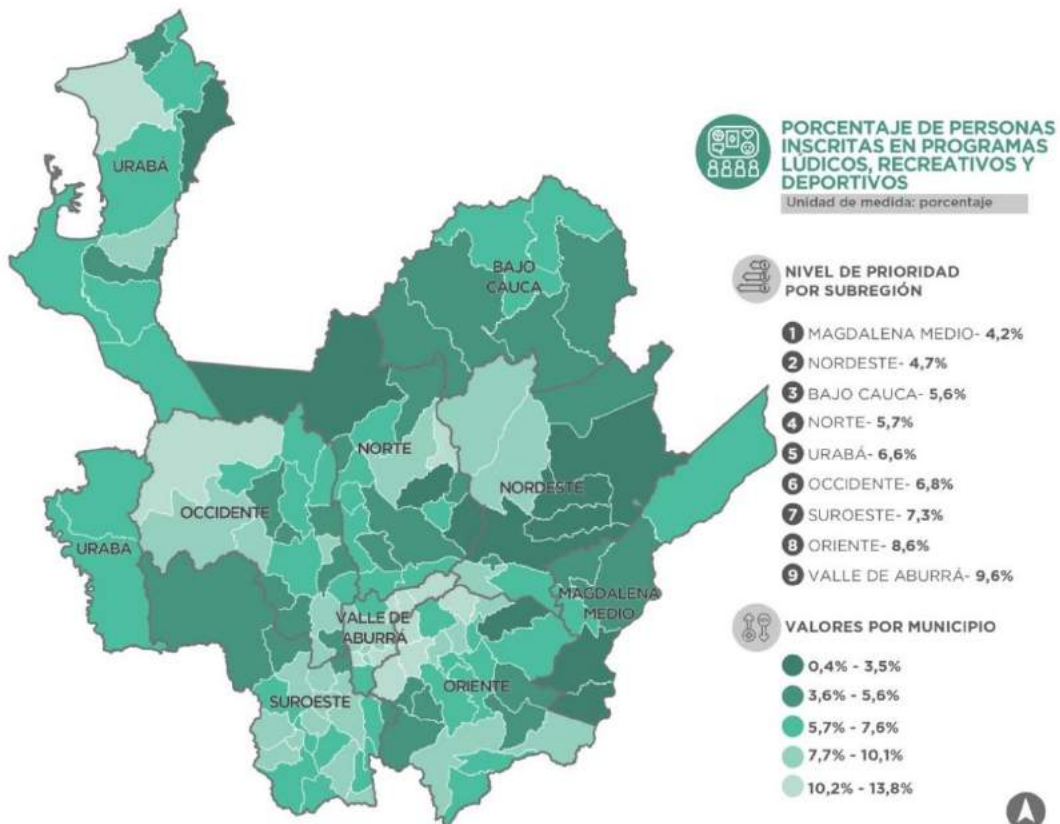 PORCENTAJE DE PERSONAS
INSCRITAS EN PROGRAMAS
LÚDICOS, RECREATIVOS Y
DEPORTIVOS
Unidad de medida: porcentaje
NIVEL DE PRIORIDAD
POR SUBREGIÓN
1 MAGDALENA MEDIO- 4,2%
2 NORDESTE- 4,7%
3 BAJO CAUCA- 5,6%
4 NORTE- 5,7%
5 URABÁ- 6,6%
6 OCCIDENTE- 6,8%
7 SUROESTE- 7,3%
8 ORIENTE- 8,6%
9 VALLE DE ABURRÁ- 9,6%
VALORES POR MUNICIPIO
0,4% - 3,5%
3,6% - 5,6%
5,7% - 7,6%
7,7% - 10,1%
10,2% - 13,8%
URABÁ
BAJO
CAUCA
NORTE
NORDESTE
OCCIDENTE
URABÁ
MAGDALENA
MEDIO
VALLE DE
ABURRÁ
ORIENTE
SUROESTE